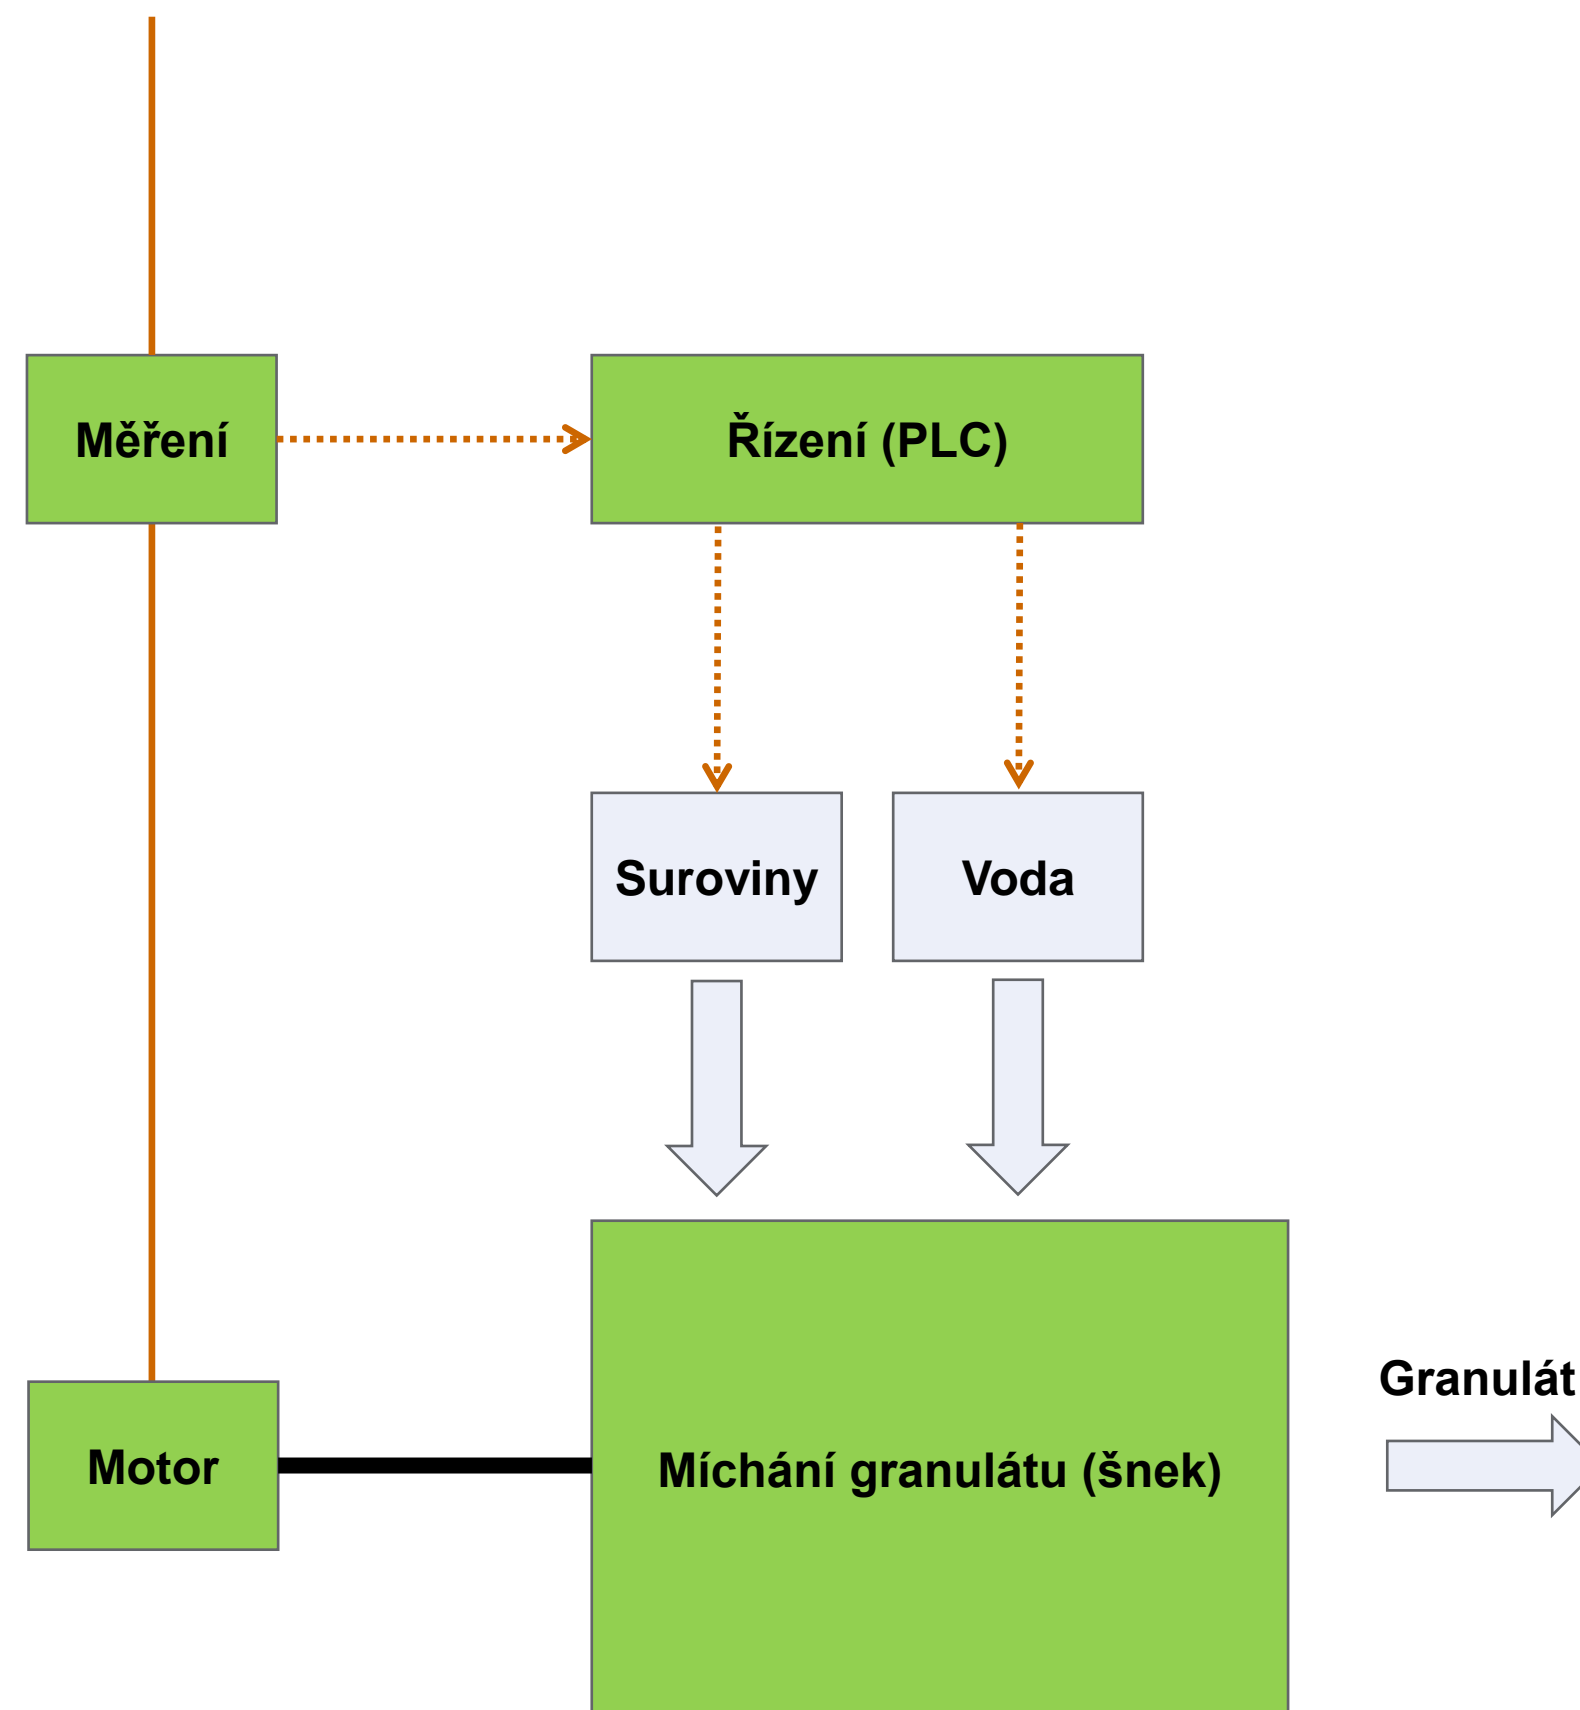 Měření
Řízení (PLC)
Suroviny
Voda
Granulát
Motor
Míchání granulátu (šnek)